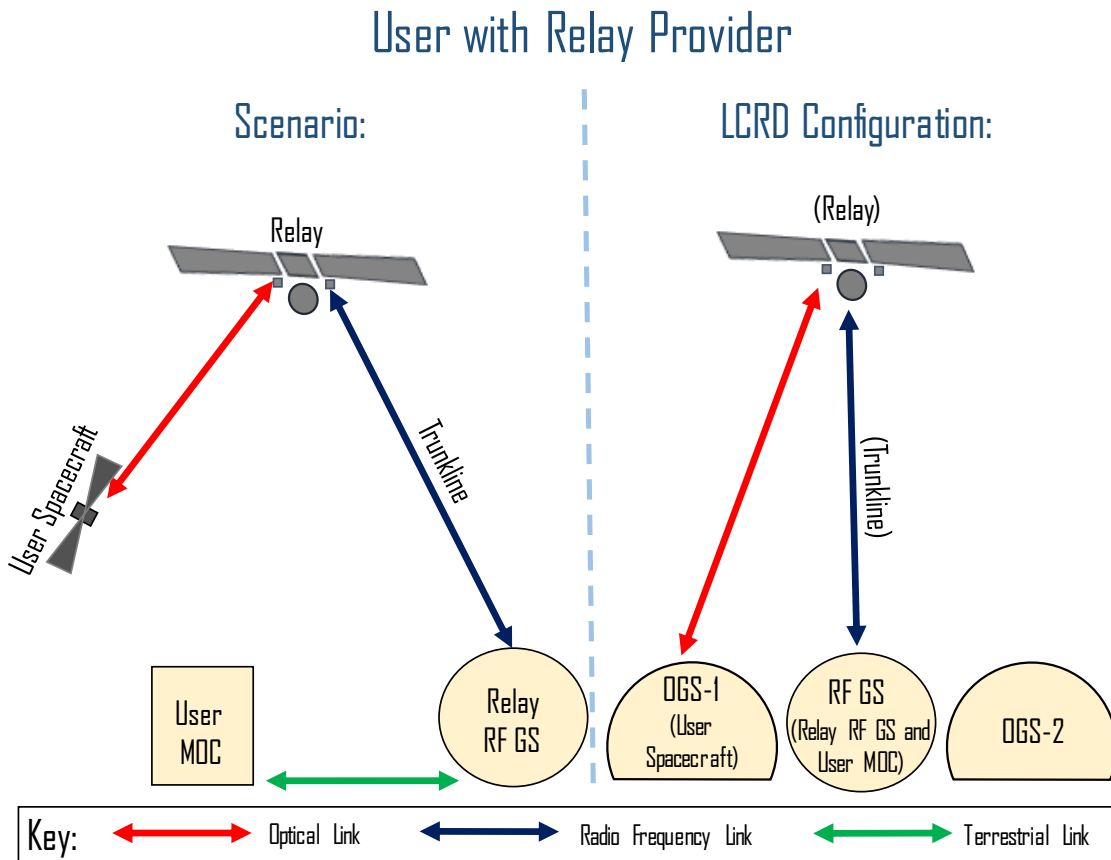 User with Relay Provider
Scenario:
LCRD Configuration:
Relay
(Relay)
User Spacecraft
Trunkline
(Trunkline)
User
MOC
Relay
RF GS
OGS-1
(User
Spacecraft)
RF GS
(Relay RF GS and
User MOC)
OGS-2
Key:
Optical Link
Radio Frequency Link
Terrestrial Link